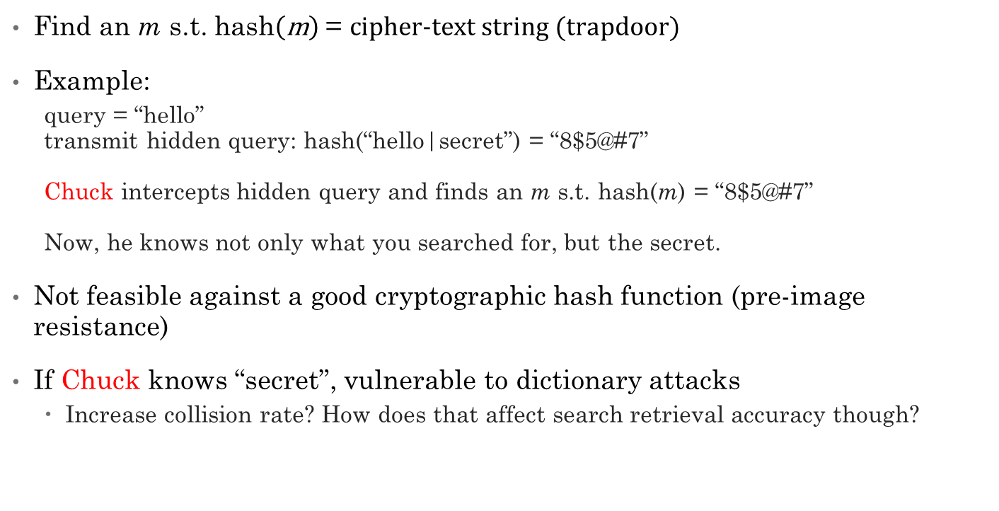 • Find an m s.t. hash(m) = cipher-text string (trapdoor)
• Example:
query = “hello”
transmit hidden query: hash(“hello|secret”) = “8$5@#7”
Chuck intercepts hidden query and finds an m s.t. hash(m) = “8$5@#7”
Now, he knows not only what you searched for, but the secret.
• Not feasible against a good cryptographic hash function (pre-image
resistance)
• If Chuck knows “secret”, vulnerable to dictionary attacks
• Increase collision rate? How does that affect search retrieval accuracy though?